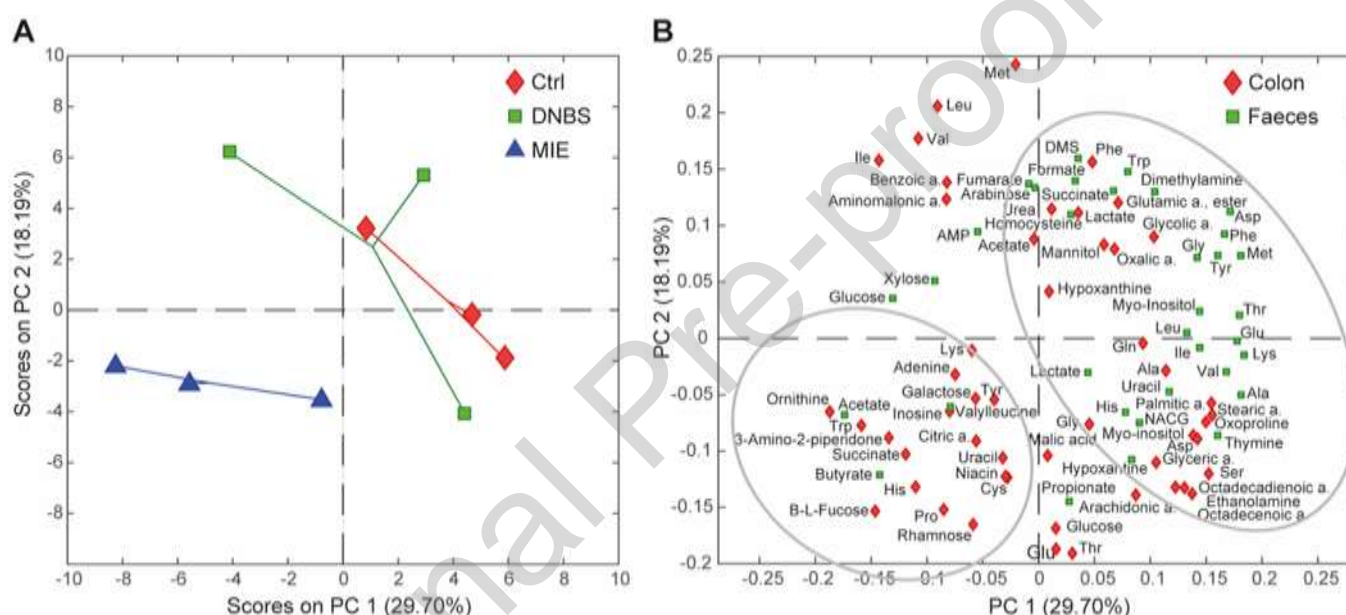 A
10
8
6
4
2
0
-2
-4
-6
-8
-10
-8
-6
-4
-2
0
2
4
6
8
10
Scores on PC 2 (18.19%)
Scores on PC 1 (29.70%)
Ctrl
DNBS
MIE
nal Pre-proof
B
0.25
0.2
0.15
0.1
0.05
0
-0.05
-0.1
-0.15
-0.2
-0.25
-0.2
-0.15
-0.1
-0.05
0
0.05
0.1
0.15
0.2
0.25
PC 2 (18.19%)
PC 1 (29.70%)
Colon
Faeces
Met
Leu
Val
Ile
Benzoic a.
Aminomalonic a.
Fumarate
Arabinose
DMS
Formate
Succinate
Phe
Trp
Dimethylamine
Glutamic a., ester
Urea
Homocysteine
Lactate
Glycolic a.
Asp
AMP
Acetate
Mannitol
Oxalic a.
Gly
Phe
Tyr
Met
Xylose
Glucose
Hypoxanthine
Myo-Inositol
Thr
Leu
Glu
Gln
Ile
Lys
Lactate
Ala
Val
Uracil
Ala
His
Palmitic a.
Stearic a.
NACG
Oxoproline
Gly
Myo-inositol
Thymine
Malic acid
Asp
Glyceric a.
Hypoxantine
Ser
Propionate
Octadecadienoic a.
Arachidonic a.
Ethanolamine
Octadecenoic a.
Glucose
Glu
Thr
Lys
Adenine
Galactose
Tyr
Ornithine
Acetate
Inosine
Valylleucine
Trp
3-Amino-2-piperidone
Citric a.
Succinate
Uracil
Butyrate
Niacin
His
Cys
B-L-Fucose
Pro
Rhamnose